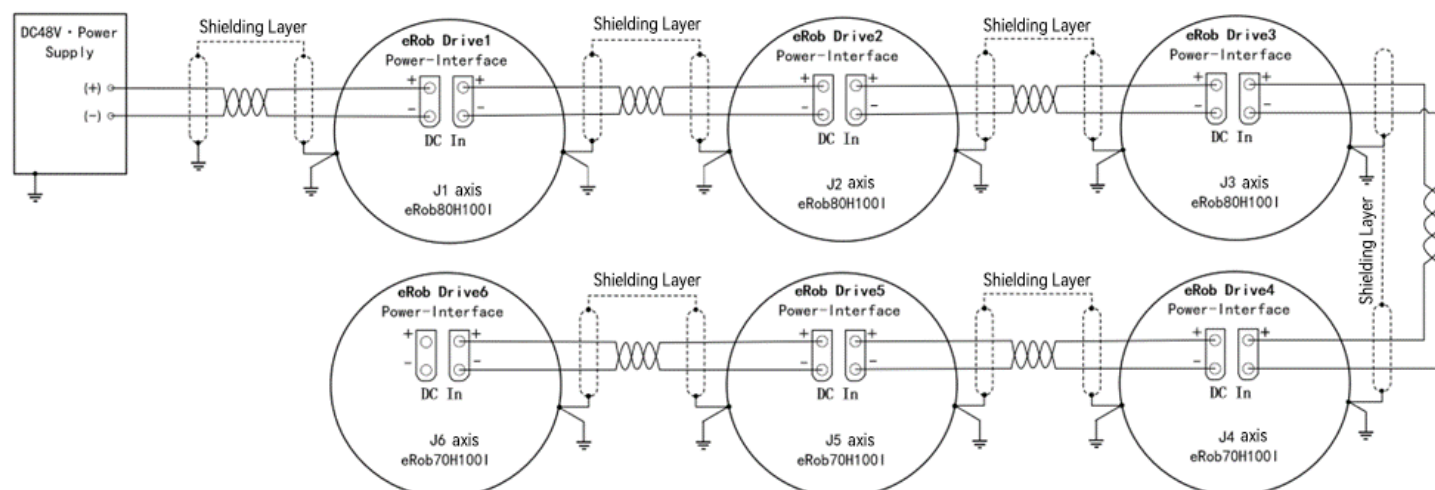 DC48V · Power
Supply
(+)
(-)
Shielding Layer
eRob Drive1
Power-Interface
+ +
- -
DC In
J1 axis
eRob80H100I
Shielding Layer
eRob Drive2
Power-Interface
+ +
- -
DC In
J2 axis
eRob80H100I
Shielding Layer
eRob Drive3
Power-Interface
+ +
- -
DC In
J3 axis
eRob80H100I
Shielding Layer
eRob Drive4
Power-Interface
+ +
- -
DC In
J4 axis
eRob70H100I
Shielding Layer
eRob Drive5
Power-Interface
+ +
- -
DC In
J5 axis
eRob70H100I
Shielding Layer
eRob Drive6
Power-Interface
+ +
- -
DC In
J6 axis
eRob70H100I